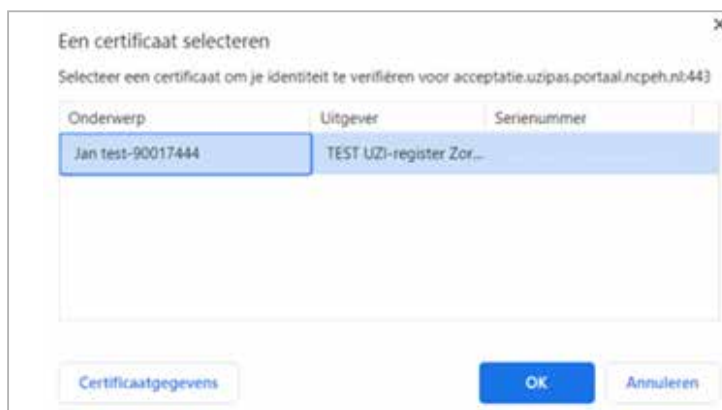 Een certificaat selecteren
Selecteer een certificaat om je identiteit te verifiëren voor acceptatie.uzipas.portaal.ncpeh.nl:443
Onderwerp Uitgever Serienummer
Jan test-90017444 TEST UZI-register Zor...
Certificaatgegevens OK Annuleren